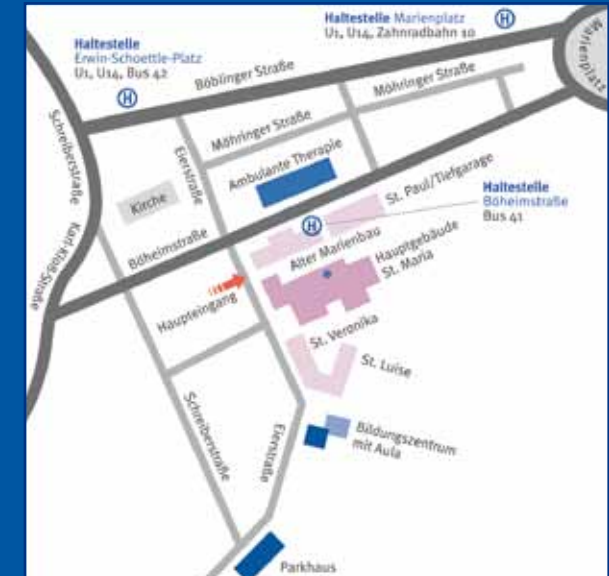 Haltestelle Marienplatz
U1, U14, Zahnradbahn 10
Marienplatz
Haltestelle
Erwin-Schoettle-Platz
U1, U14, Bus 42
H
H
Böblinger Straße
Möhringer Straße
Möhringer Straße
Schreiberstraße
Eierstraße
Ambulante Therapie
Kirche
St. Paul/Tiefgarage
Haltestelle
Böheimstraße
Bus 41
H
Karl-Kloß-Straße
Böheimstraße
Alter Marienbau
Hauptgebäude
St. Maria
Haupteingang
St. Veronika
St. Luise
Schreiberstraße
Eierstraße
Bildungszentrum
mit Aula
Parkhaus